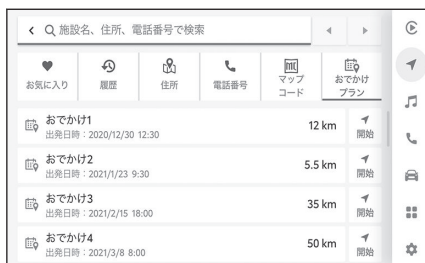 施設名、住所、電話番号で検索
お気に入り
履歴
住所
電話番号
マップ
コード
おでかけ
プラン
おでかけ1
出発日時：2020/12/30 12:30
12 km
開始
おでかけ2
出発日時：2021/1/23 9:30
5.5 km
開始
おでかけ3
出発日時：2021/2/15 18:00
35 km
開始
おでかけ4
出発日時：2021/3/8 8:00
50 km
開始